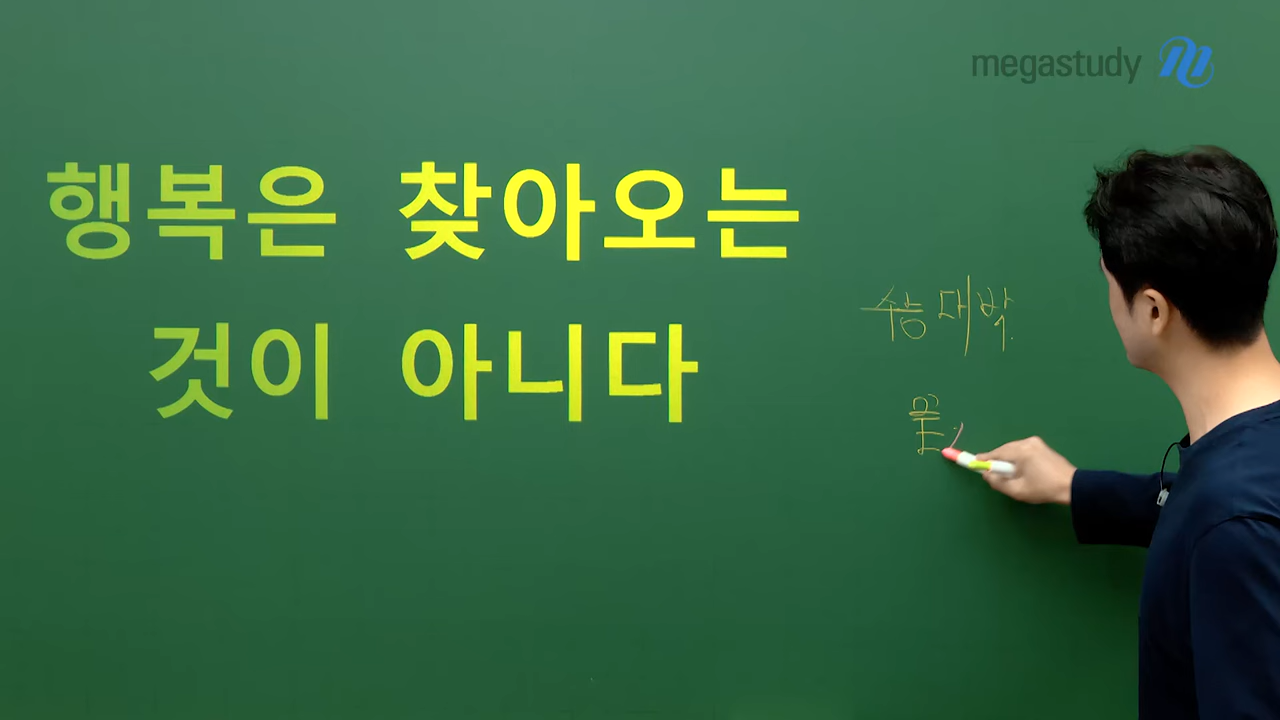 megastudy
행복은 찾아오는
것이 아니다
수능 대박